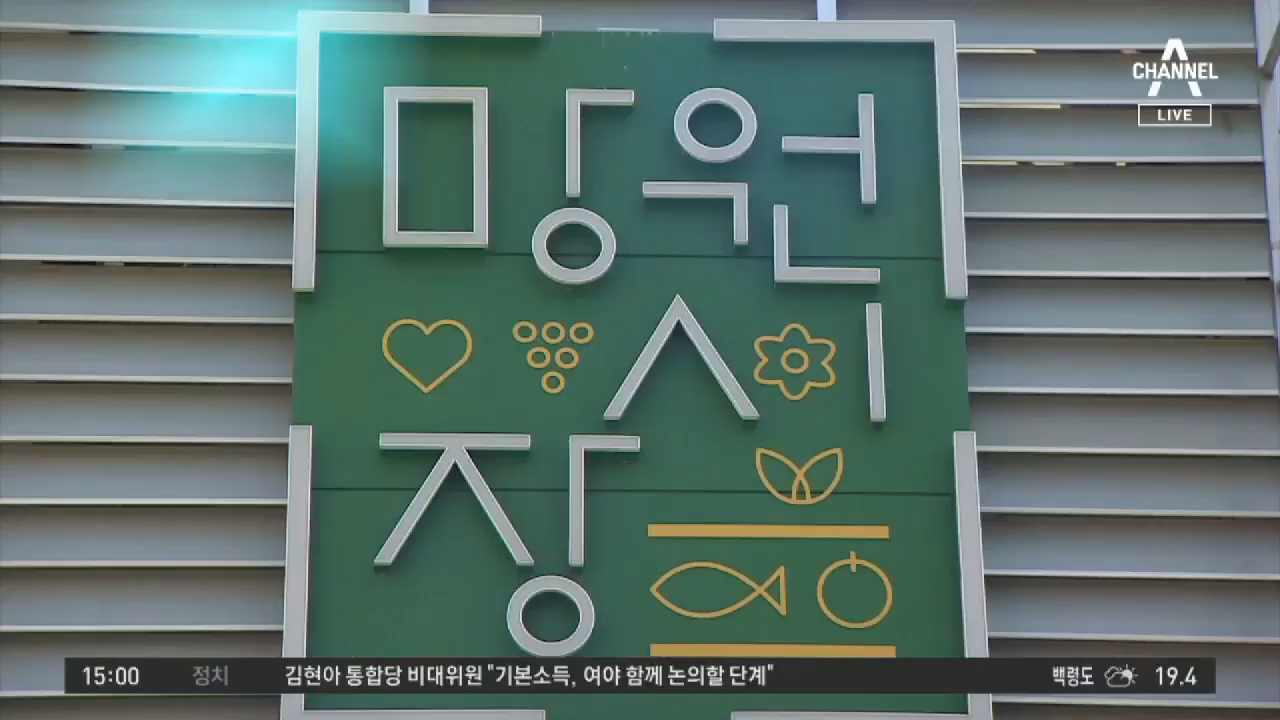 망원
시
장
CHANNEL A
LIVE
15:00 정치 김현아 통합당 비대위원 "기본소득, 여야 함께 논의할 단계" 백령도 19.4